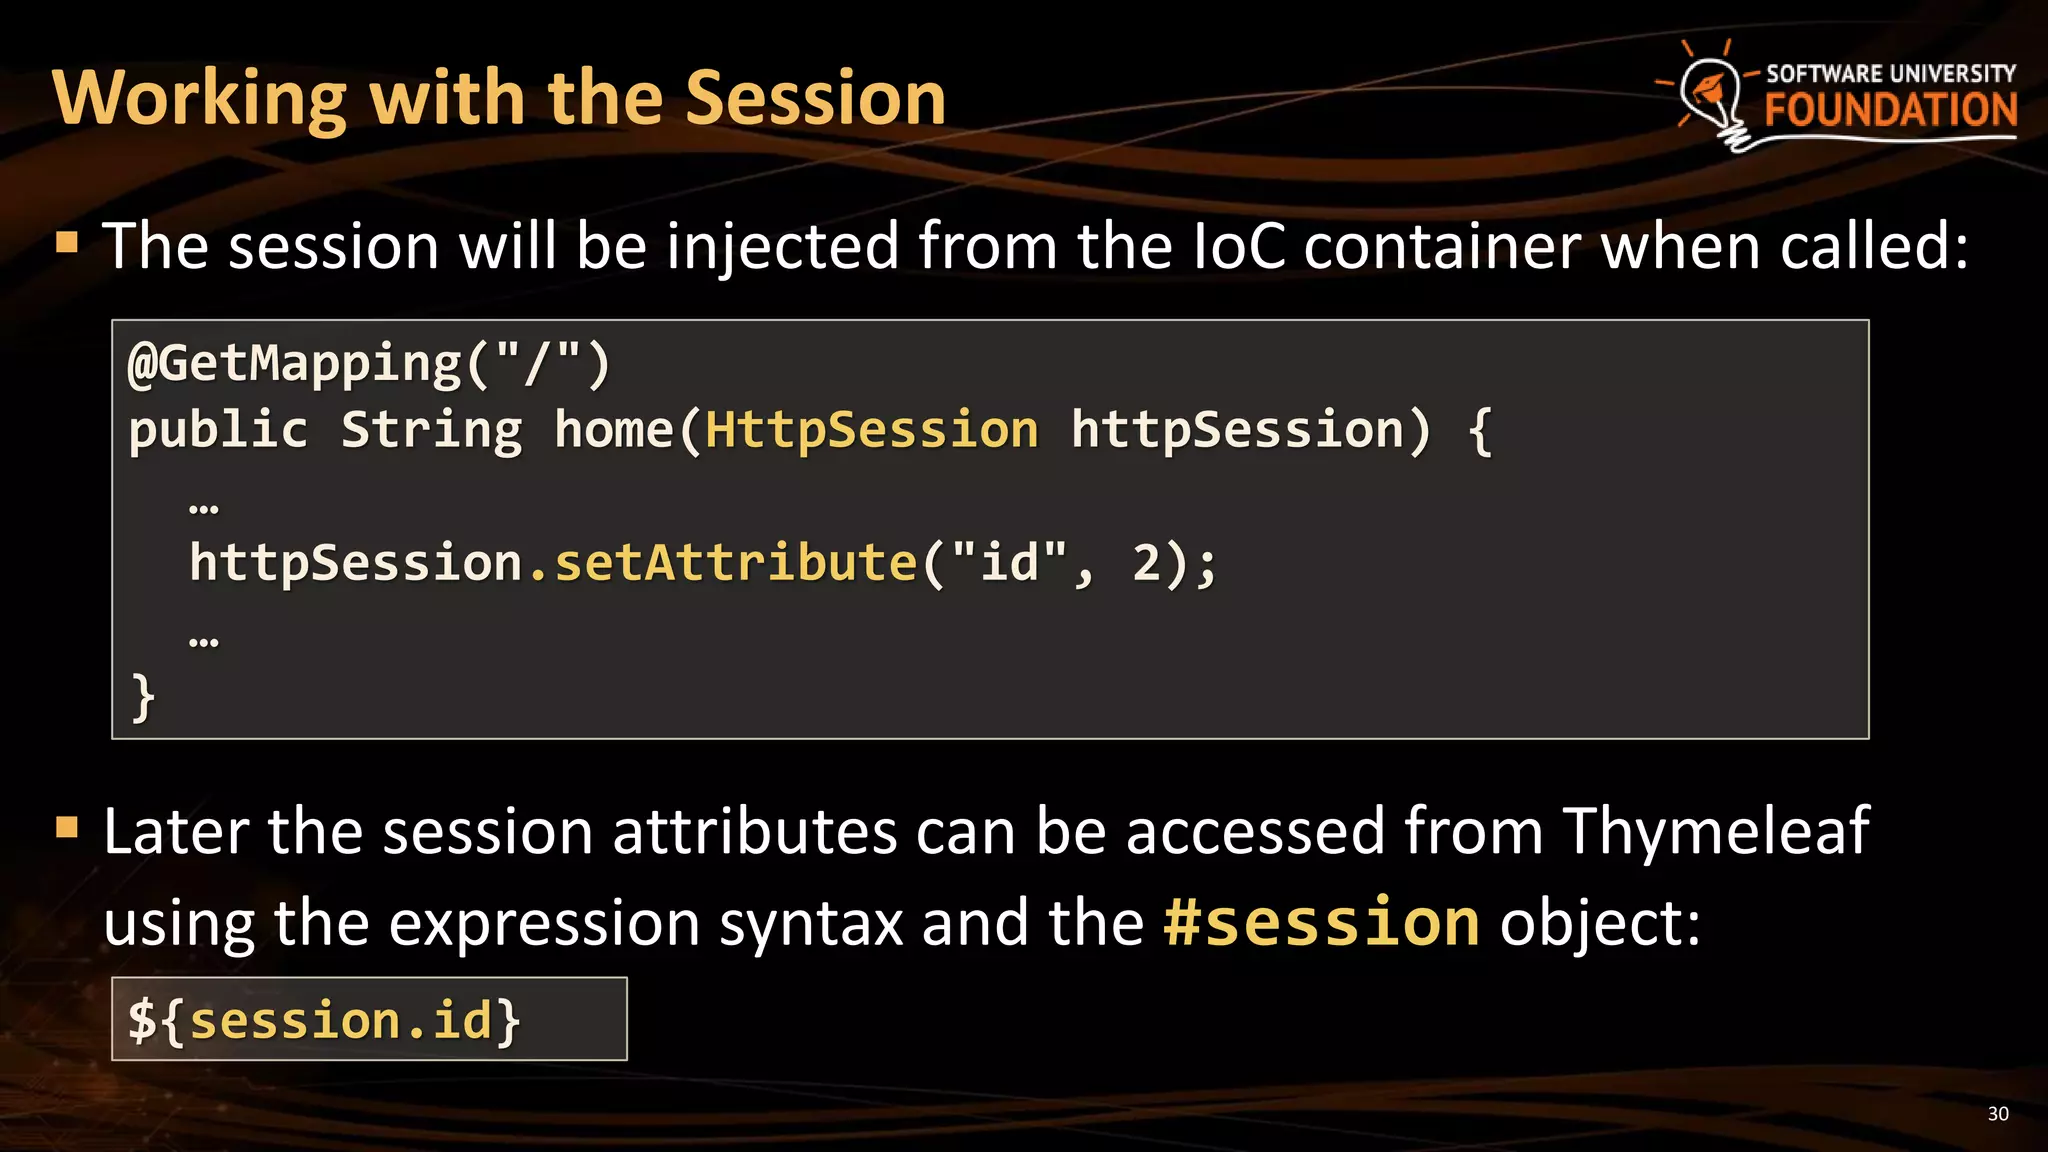 Working with the Session
SOFTWARE UNIVERSITY
FOUNDATION
▪ The session will be injected from the IoC container when called:
@GetMapping("/")
public String home(HttpSession httpSession) {
  …
  httpSession.setAttribute("id", 2);
  …
}
▪ Later the session attributes can be accessed from Thymeleaf
using the expression syntax and the #session object:
${session.id}
30